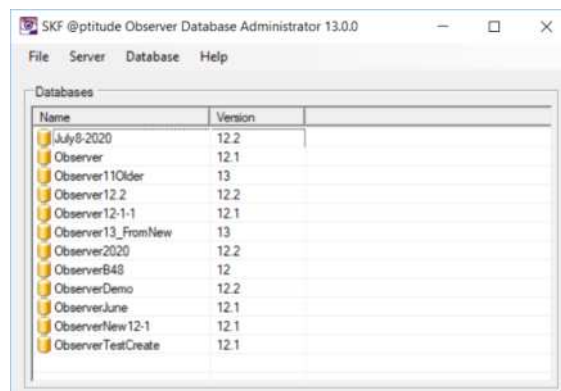 SKF @ptitude Observer Database Administrator 13.0.0
File Server Database Help
Databases
Name Version
July8-2020 12.2
Observer 12.1
Observer11Older 13
Observer12.2 12.2
Observer12-1-1 12.1
Observer13_FromNew 13
Observer2020 12.2
ObserverB48 12
ObserverDemo 12.2
ObserverJune 12.1
ObserverNew12-1 12.1
ObserverTestCreate 12.1